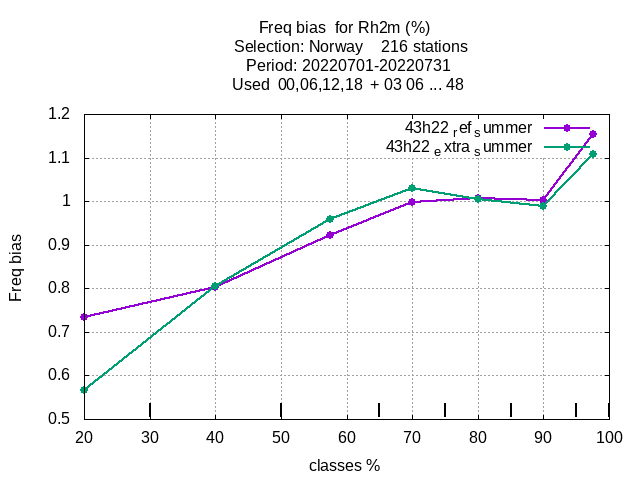 Freq bias  for Rh2m (%)
Selection: Norway    216 stations
Period: 20220701-20220731
Used  00,06,12,18  + 03 06 ... 48
43h22 ref summer
43h22 extra summer
1.2
1.1
1
0.9
0.8
0.7
0.6
0.5
Freq bias
20 30 40 50 60 70 80 90 100
classes %